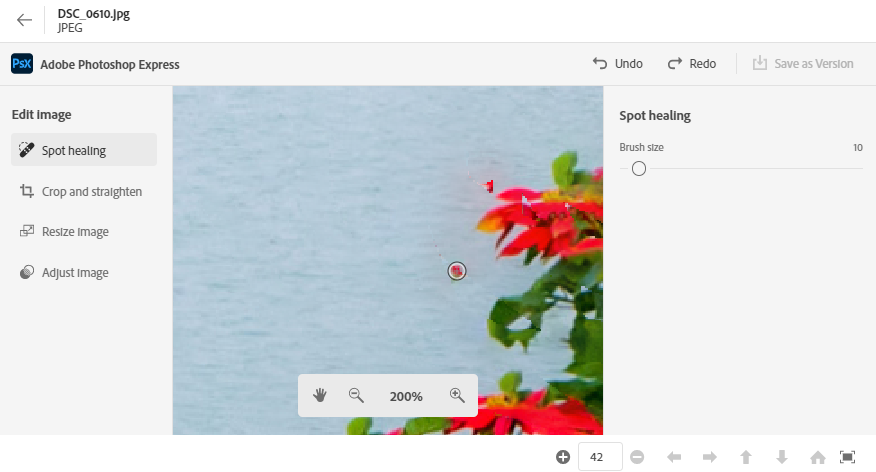 DSC_0610.jpg
JPEG
PsX Adobe Photoshop Express
Undo Redo Save as Version
Edit image
Spot healing
Crop and straighten
Resize image
Adjust image
Spot healing
Brush size 10
200%
42